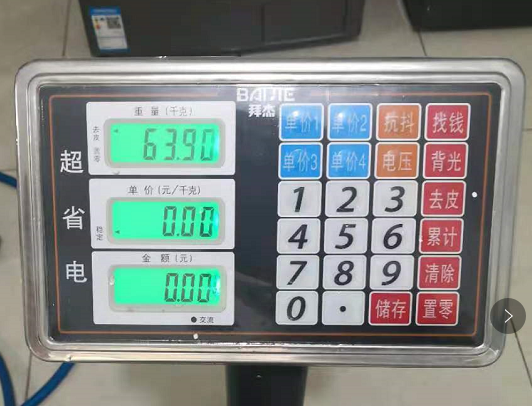 BAIJIE
拜杰
重量(千克)
去皮
63.90
单价(元/千克)
稳定
0.00
金额(元)
0.00
交流
超省电
单价1 单价2 抗抖 找钱
单价3 单价4 电压 背光
1 2 3 去皮
4 5 6 累计
7 8 9 清除
0 · 储存 置零